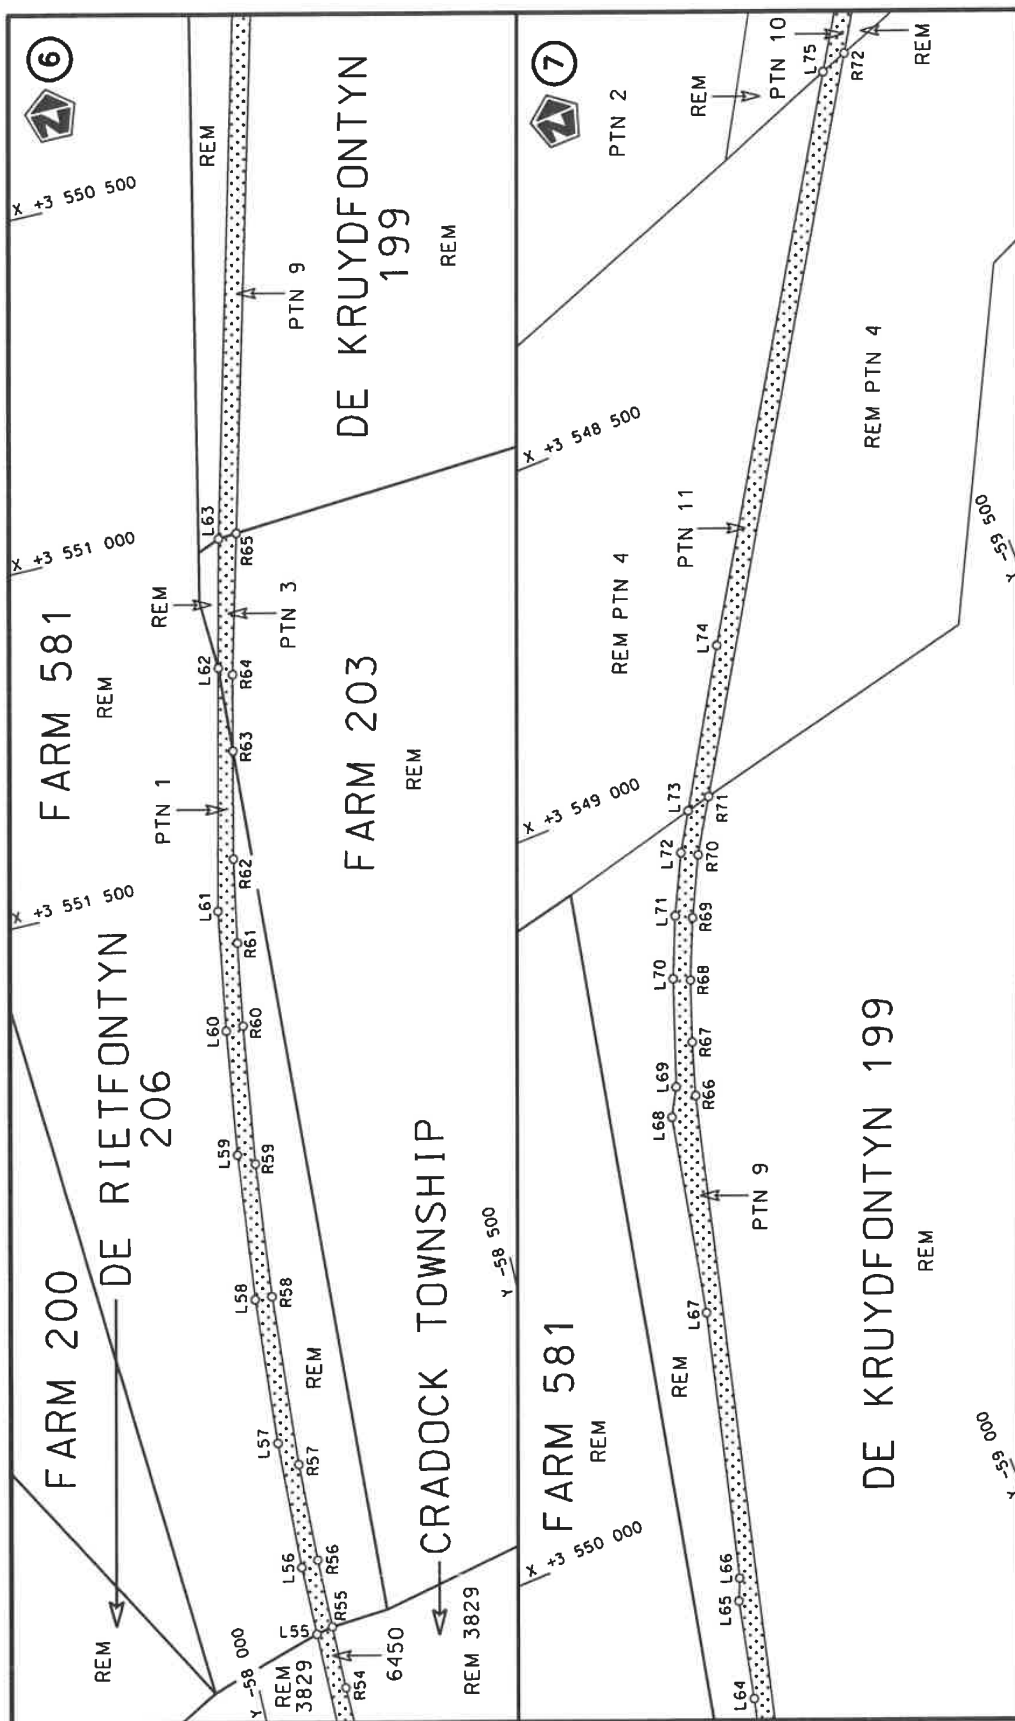 6
N
X +3 550 500
X +3 551 000
X +3 551 500
REM
PTN 9
DE KRUYDFONTYN
199
REM
FARM 581
REM
REM
PTN 3
PTN 1
FARM 203
REM
L63
R65
L62
R64
R63
R62
L61
R61
L60
R60
L59
R59
L58
R58
L57
R57
L56
R56
L55
R55
R54
DE RIETFONTYN
206
FARM 200
REM
REM
CRADOCK TOWNSHIP
Y -58 500
Y -58 000
REM
3829
6450
REM 3829
7
N
PTN 2
REM
PTN 10
REM
L75
R72
X +3 548 500
X +3 549 000
X +3 550 000
REM PTN 4
PTN 11
REM PTN 4
Y -59 500
L74
L73
R71
L72
R70
L71
R69
L70
R68
R67
L69
R66
L68
PTN 9
L67
REM
FARM 581
REM
DE KRUYDFONTYN 199
REM
Y -59 000
L66
L65
L64